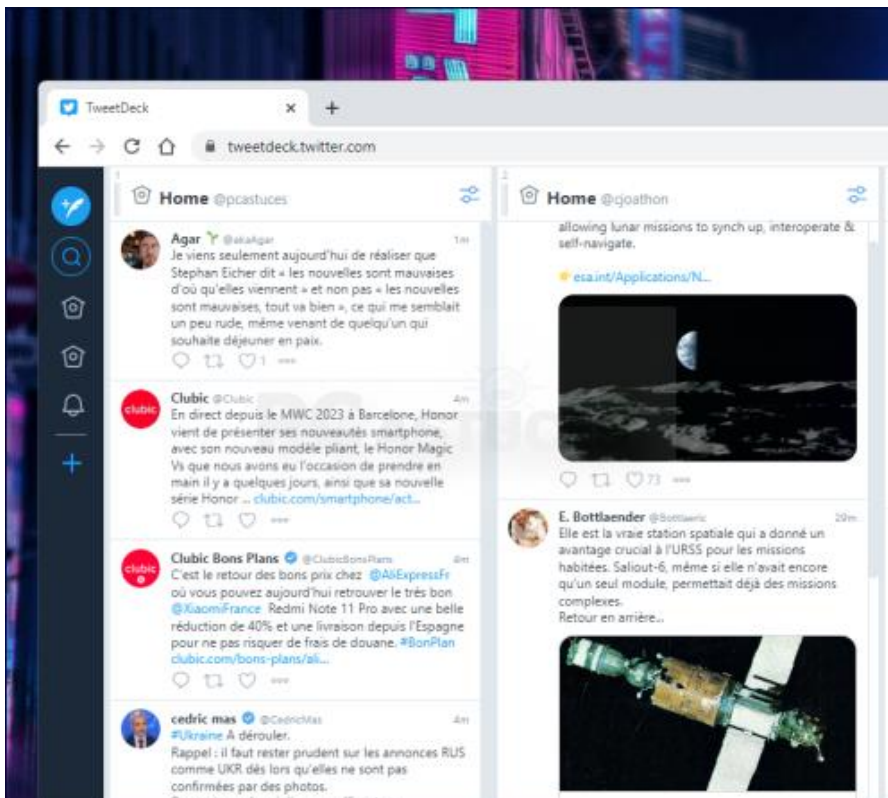 TweetDeck
tweetdeck.twitter.com
1
Home @pcastuces
Agar @akaAgar 1m
Je viens seulement aujourd'hui de réaliser que
Stephan Eicher dit « les nouvelles sont mauvaises
d'où qu'elles viennent » et non pas « les nouvelles
sont mauvaises, tout va bien », ce qui me semblait
un peu rude, même venant de quelqu'un qui
souhaite déjeuner en paix.
1
clubic
Clubic @Clubic 4m
En direct depuis le MWC 2023 à Barcelone, Honor
vient de présenter ses nouveautés smartphone,
avec son nouveau modèle pliant, le Honor Magic
Vs que nous avons eu l'occasion de prendre en
main il y a quelques jours, ainsi que sa nouvelle
série Honor ... clubic.com/smartphone/act...
clubic
Clubic Bons Plans @ClubicBonsPlans 4m
C'est le retour des bons prix chez @AliExpressFr
où vous pouvez aujourd'hui retrouver le très bon
@XiaomiFrance Redmi Note 11 Pro avec une belle
réduction de 40% et une livraison depuis l'Espagne
pour ne pas risquer de frais de douane. #BonPlan
clubic.com/bons-plans/ali...
cedric mas @CedricMas 4m
#Ukraine A dérouler.
Rappel : il faut rester prudent sur les annonces RUS
comme UKR dès lors qu'elles ne sont pas
confirmées par des photos.
2
Home @cjoathon
allowing lunar missions to synch up, interoperate &
self-navigate.
esa.int/Applications/N...
73
E. Bottlaender @Bottlaeric 29m
Elle est la vraie station spatiale qui a donné un
avantage crucial à l'URSS pour les missions
habitées. Saliout-6, même si elle n'avait encore
qu'un seul module, permettait déjà des missions
complexes.
Retour en arrière...